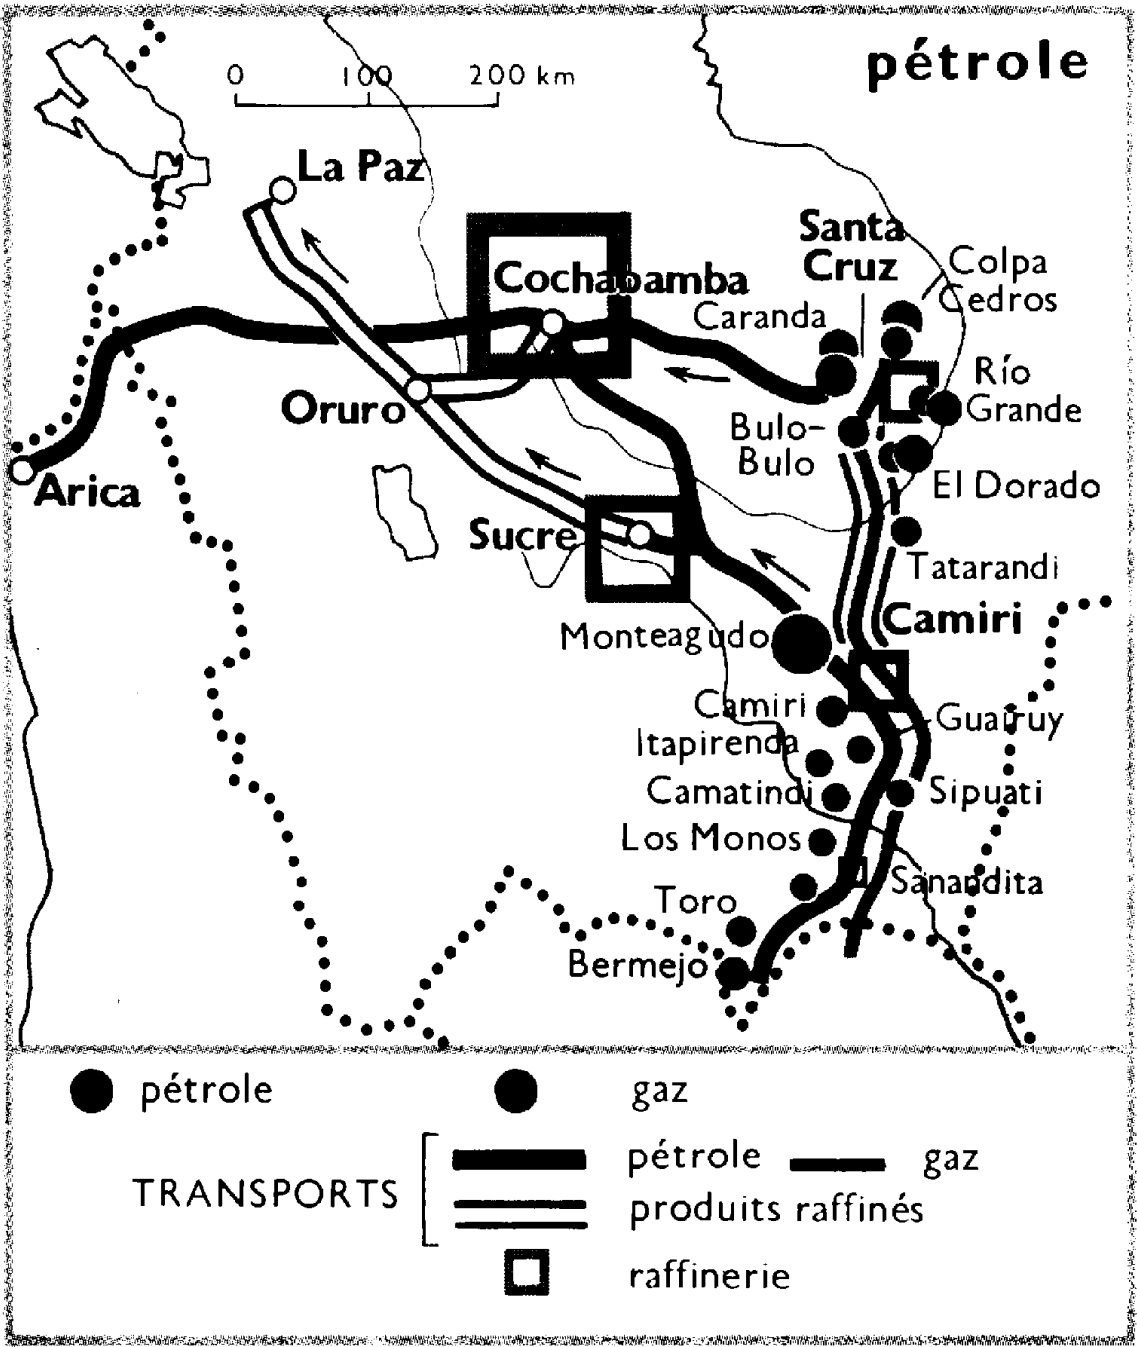 pétrole
0 100 200 km
La Paz
Santa
Cruz
Colpa
Cedros
Cochabamba
Caranda
Río
Grande
Oruro
Bulo-
Bulo
Arica
El Dorado
Sucre
Tatarandi
Camiri
Monteagudo
Camiri
Guairuy
Itapirenda
Camatindi
Sipuati
Los Monos
Sanandita
Toro
Bermejo
pétrole
gaz
TRANSPORTS
pétrole
gaz
produits raffinés
raffinerie